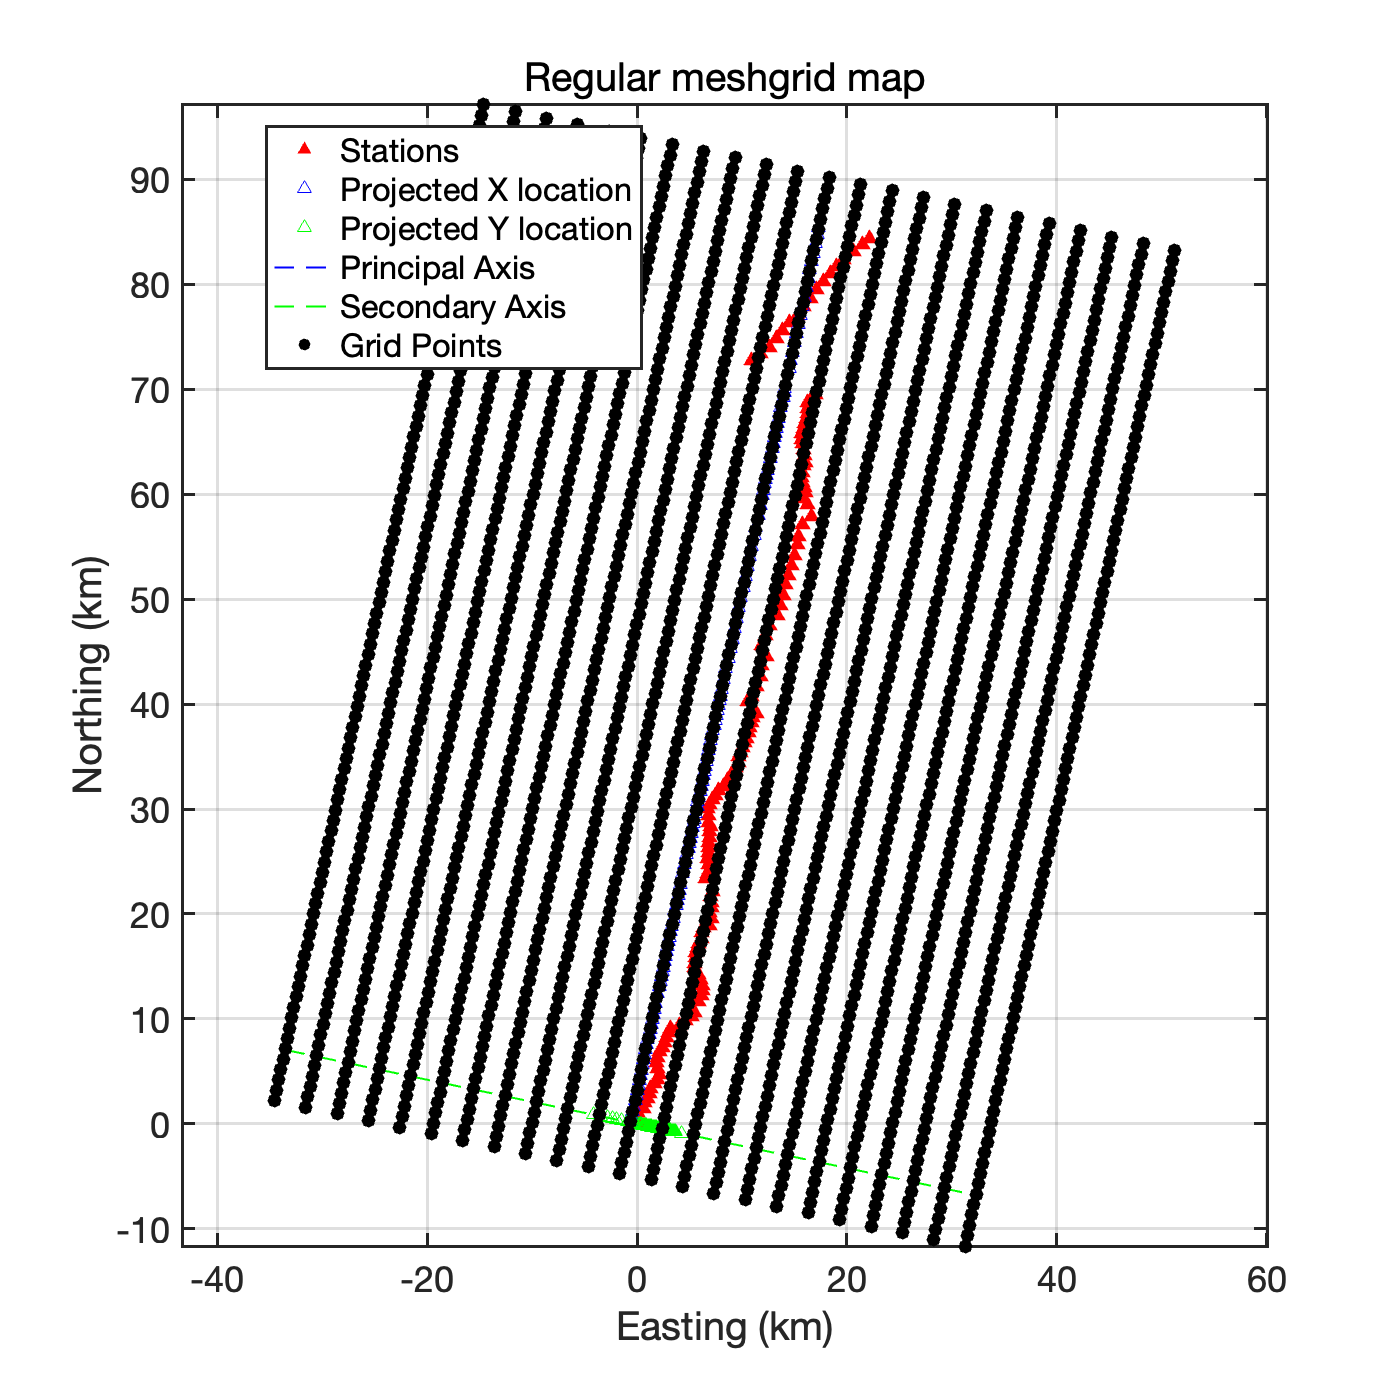 Regular meshgrid map
Stations
Projected X location
Projected Y location
Principal Axis
Secondary Axis
Grid Points
90
80
70
60
50
40
30
20
10
0
-10
Northing (km)
-40 -20 0 20 40 60
Easting (km)